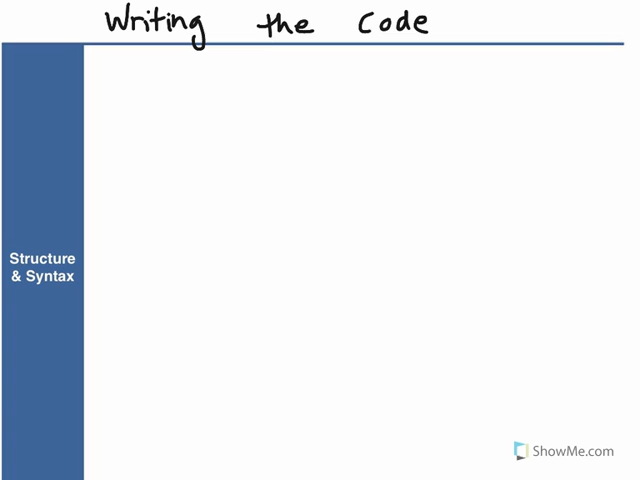 Writing the Code
Structure
& Syntax
ShowMe.com